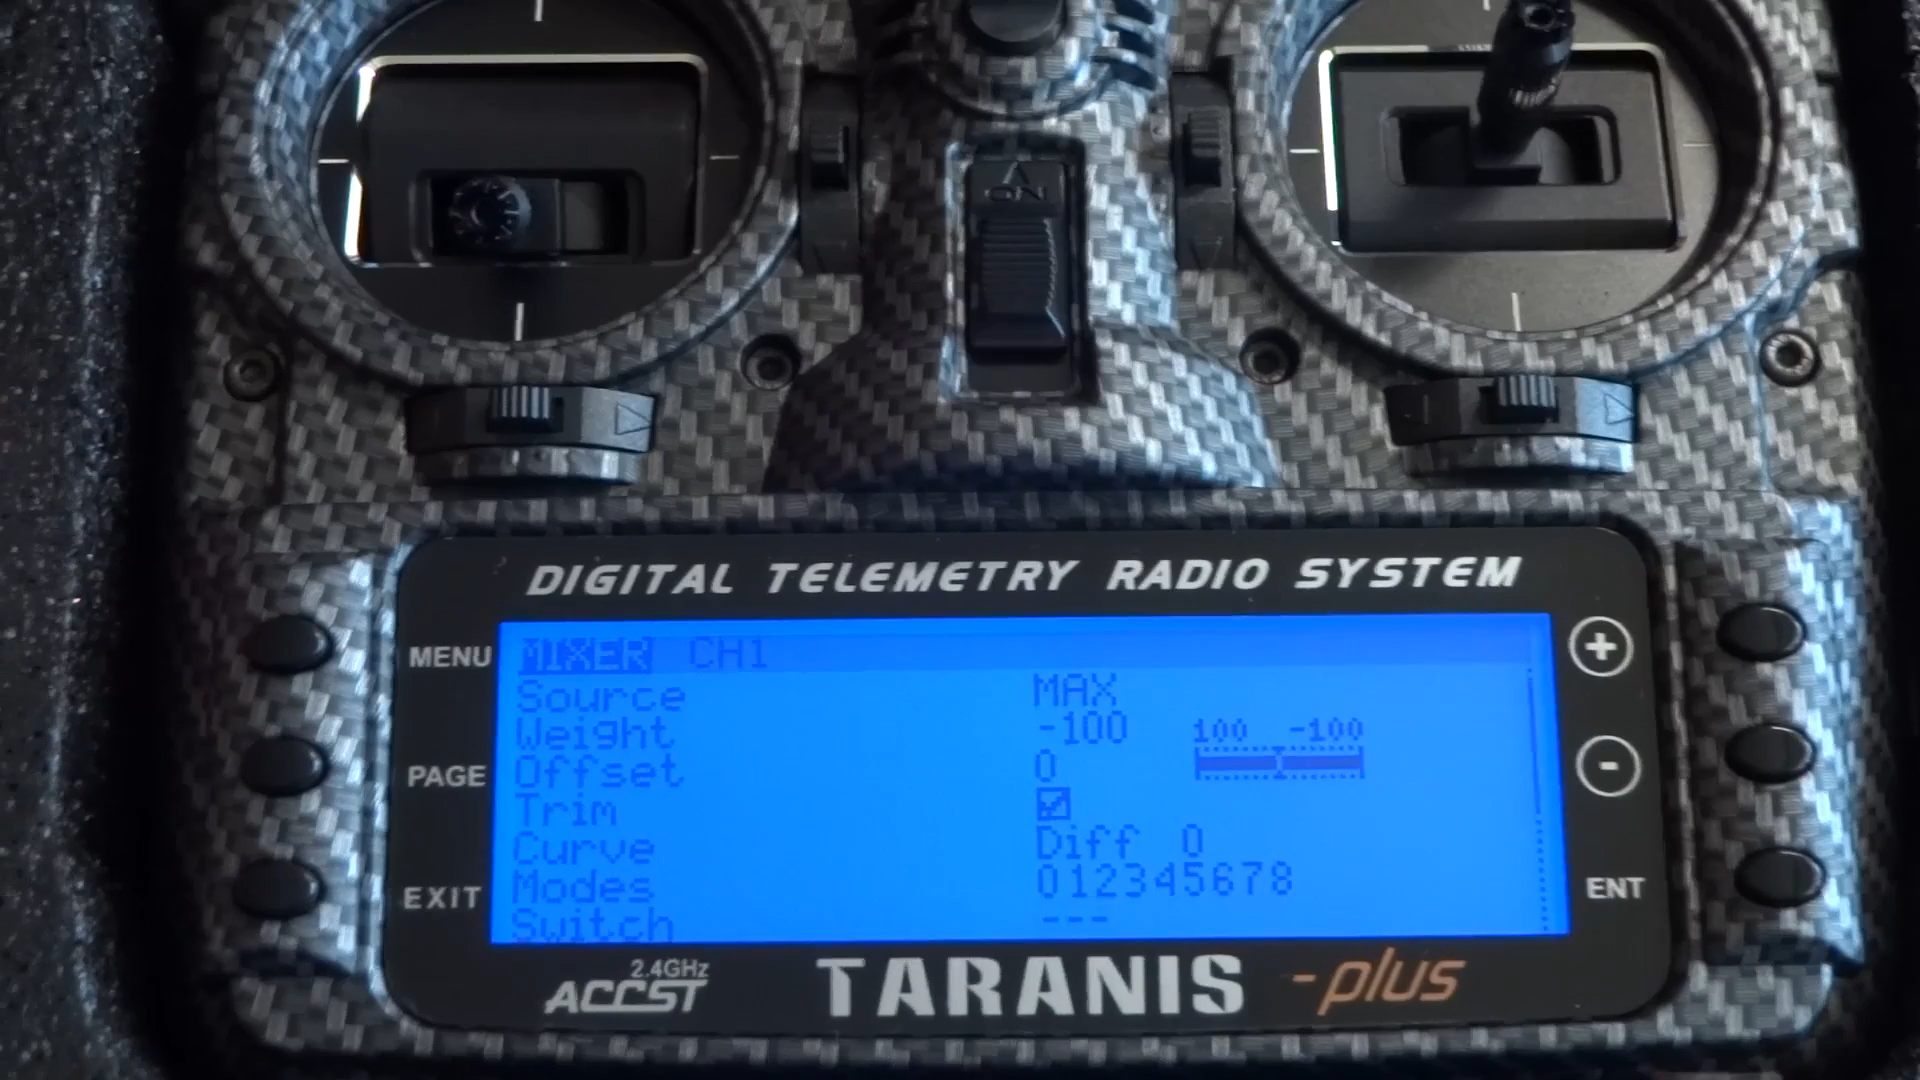 ON
DIGITAL TELEMETRY RADIO SYSTEM
MENU
PAGE
EXIT
MIXER CH1
Source MAX
Weight -100 100 -100
Offset 0
Trim
Curve Diff 0
Modes 012345678
Switch ---
+
-
ENT
2.4GHz
ACCST
TARANIS -plus